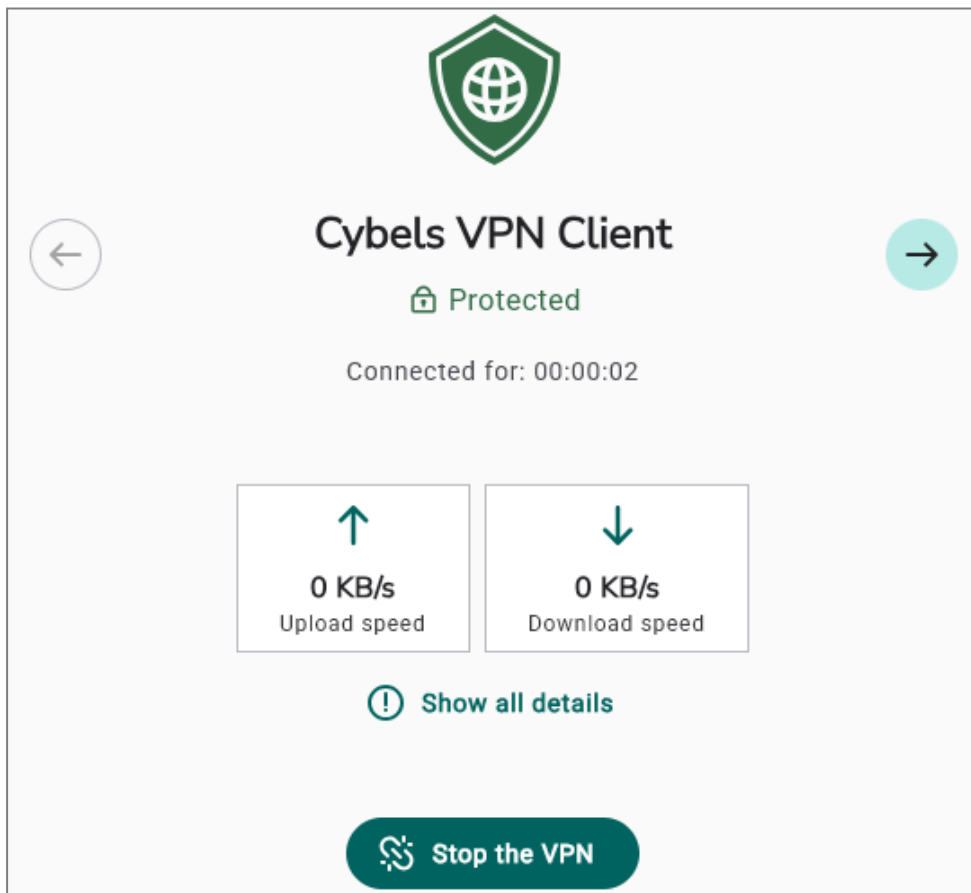 Cybels VPN Client
Protected
Connected for: 00:00:02
0 KB/s
Upload speed
0 KB/s
Download speed
Show all details
Stop the VPN